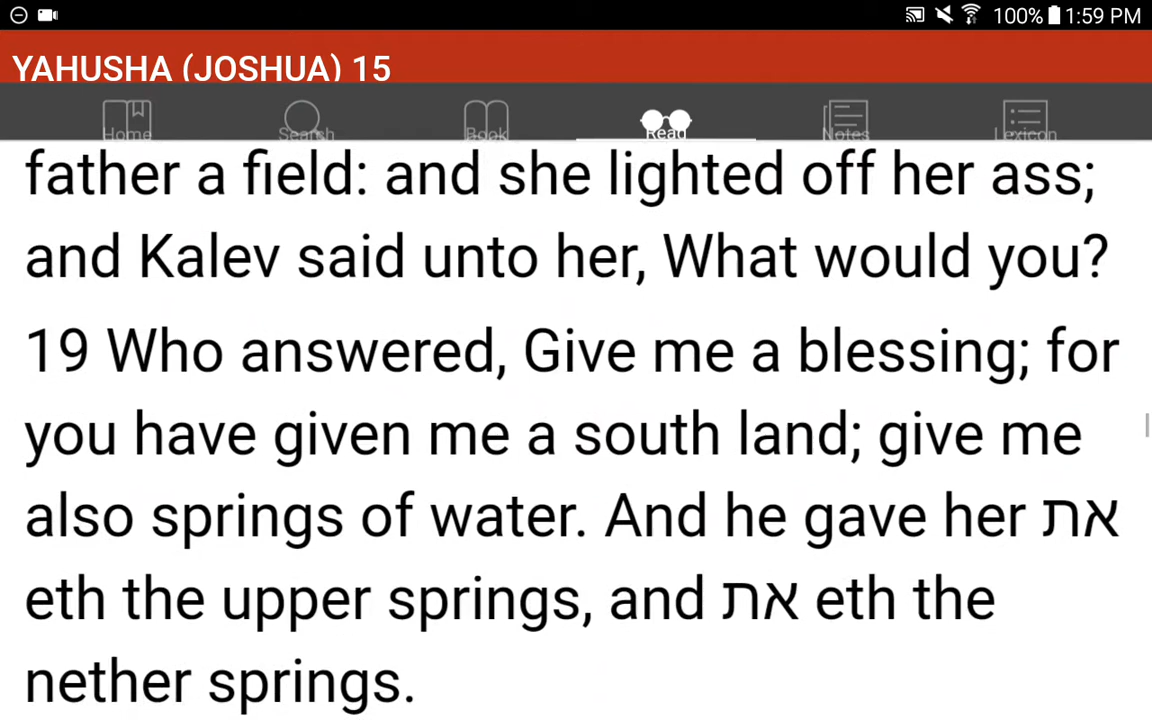 100% 1:59 PM
YAHUSHA (JOSHUA) 15
Home Search Book Read Notes Lexicon
father a field: and she lighted off her ass;
and Kalev said unto her, What would you?
19 Who answered, Give me a blessing; for
you have given me a south land; give me
also springs of water. And he gave her את
eth the upper springs, and את eth the
nether springs.